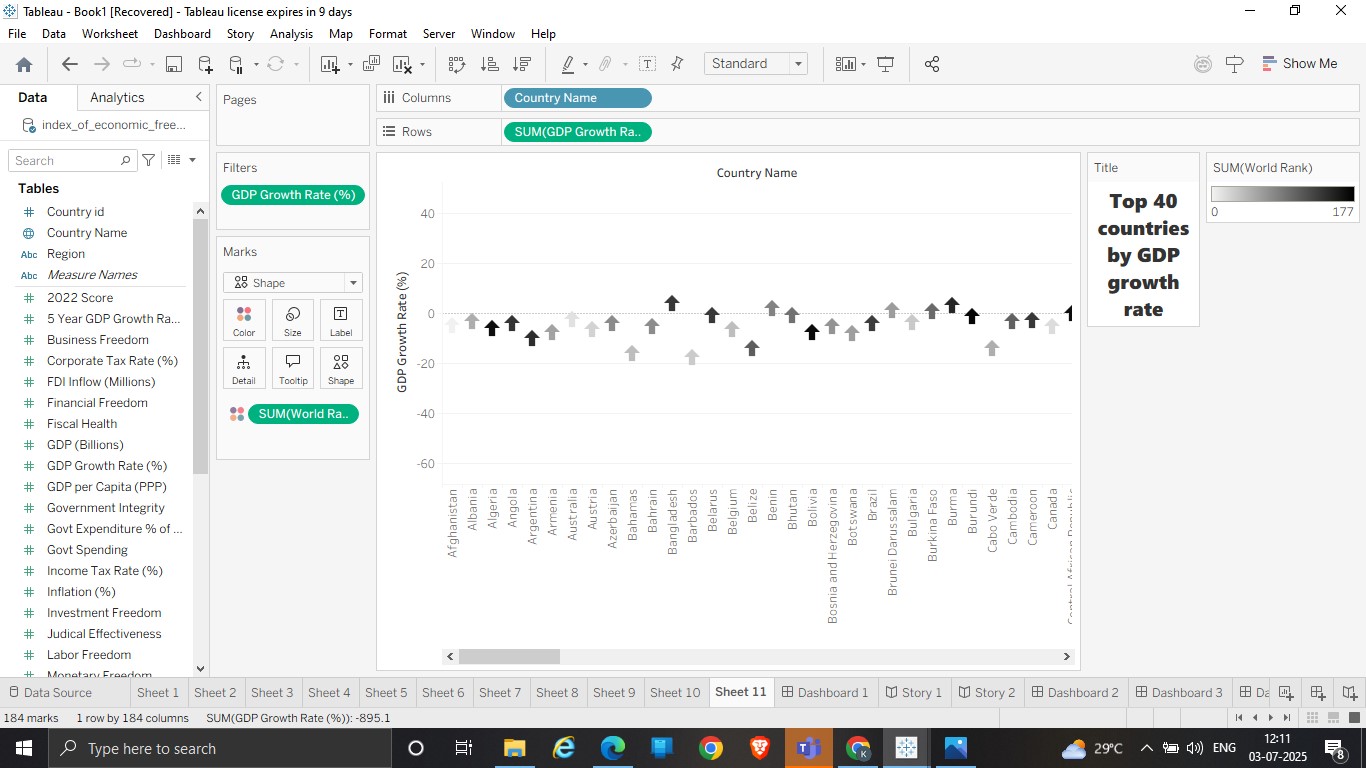 Tableau - Book1 [Recovered] - Tableau license expires in 9 days
File Data Worksheet Dashboard Story Analysis Map Format Server Window Help
Standard
Show Me
Data Analytics
index_of_economic_free...
Search
Tables
Country id
Country Name
Abc Region
Abc Measure Names
2022 Score
5 Year GDP Growth Ra...
Business Freedom
Corporate Tax Rate (%)
FDI Inflow (Millions)
Financial Freedom
Fiscal Health
GDP (Billions)
GDP Growth Rate (%)
GDP per Capita (PPP)
Government Integrity
Govt Expenditure % of ...
Govt Spending
Income Tax Rate (%)
Inflation (%)
Investment Freedom
Judical Effectiveness
Labor Freedom
Monetary Freedom
Pages
Filters
GDP Growth Rate (%)
Marks
Shape
Color Size Label
Detail Tooltip Shape
SUM(World Ra..
Columns Country Name
Rows SUM(GDP Growth Ra..
Country Name
GDP Growth Rate (%)
40
20
0
-20
-40
-60
Afghanistan
Albania
Algeria
Angola
Argentina
Armenia
Australia
Austria
Azerbaijan
Bahamas
Bahrain
Bangladesh
Barbados
Belarus
Belgium
Belize
Benin
Bhutan
Bolivia
Bosnia and Herzegovina
Botswana
Brazil
Brunei Darussalam
Bulgaria
Burkina Faso
Burma
Burundi
Cabo Verde
Cambodia
Cameroon
Canada
Central African Republic
Title
Top 40
countries
by GDP
growth
rate
SUM(World Rank)
0 177
Data Source Sheet 1 Sheet 2 Sheet 3 Sheet 4 Sheet 5 Sheet 6 Sheet 7 Sheet 8 Sheet 9 Sheet 10 Sheet 11 Dashboard 1 Story 1 Story 2 Dashboard 2 Dashboard 3 Da
184 marks 1 row by 184 columns SUM(GDP Growth Rate (%)): -895.1
Type here to search
29°C ENG
12:11
03-07-2025
8